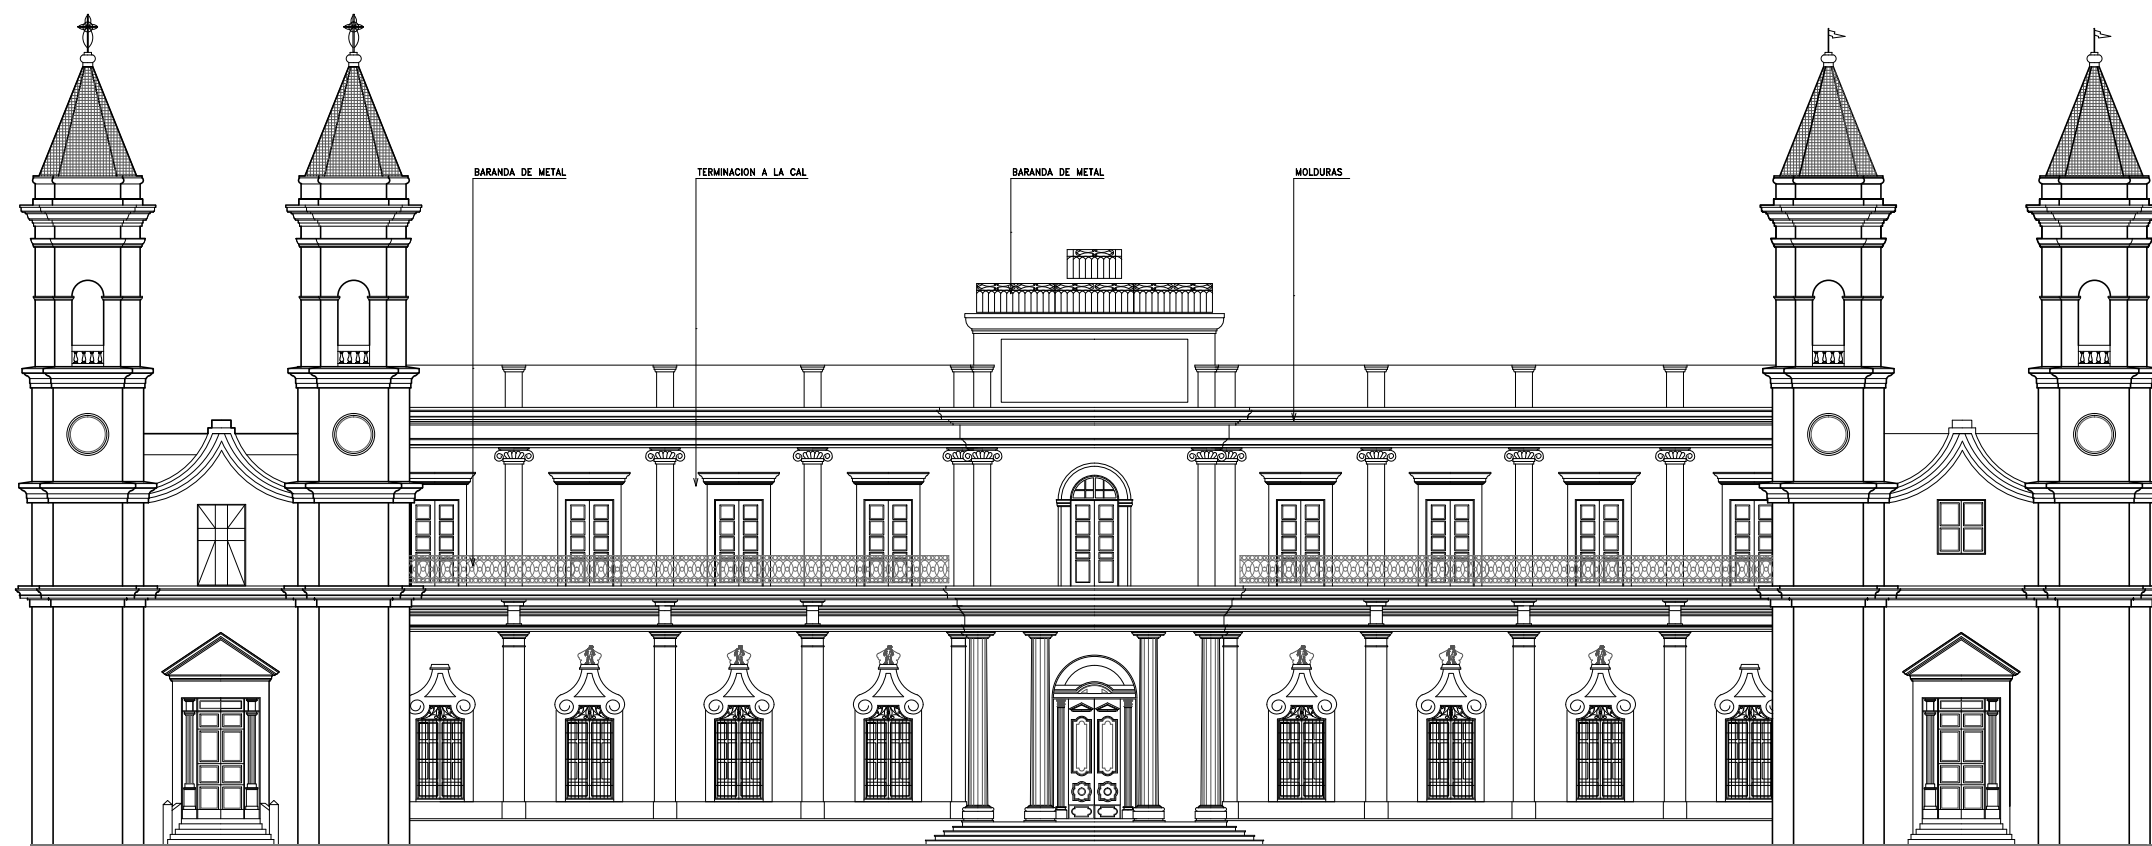 BARANDA DE METAL
TERMINACION A LA CAL
BARANDA DE METAL
MOLDURAS